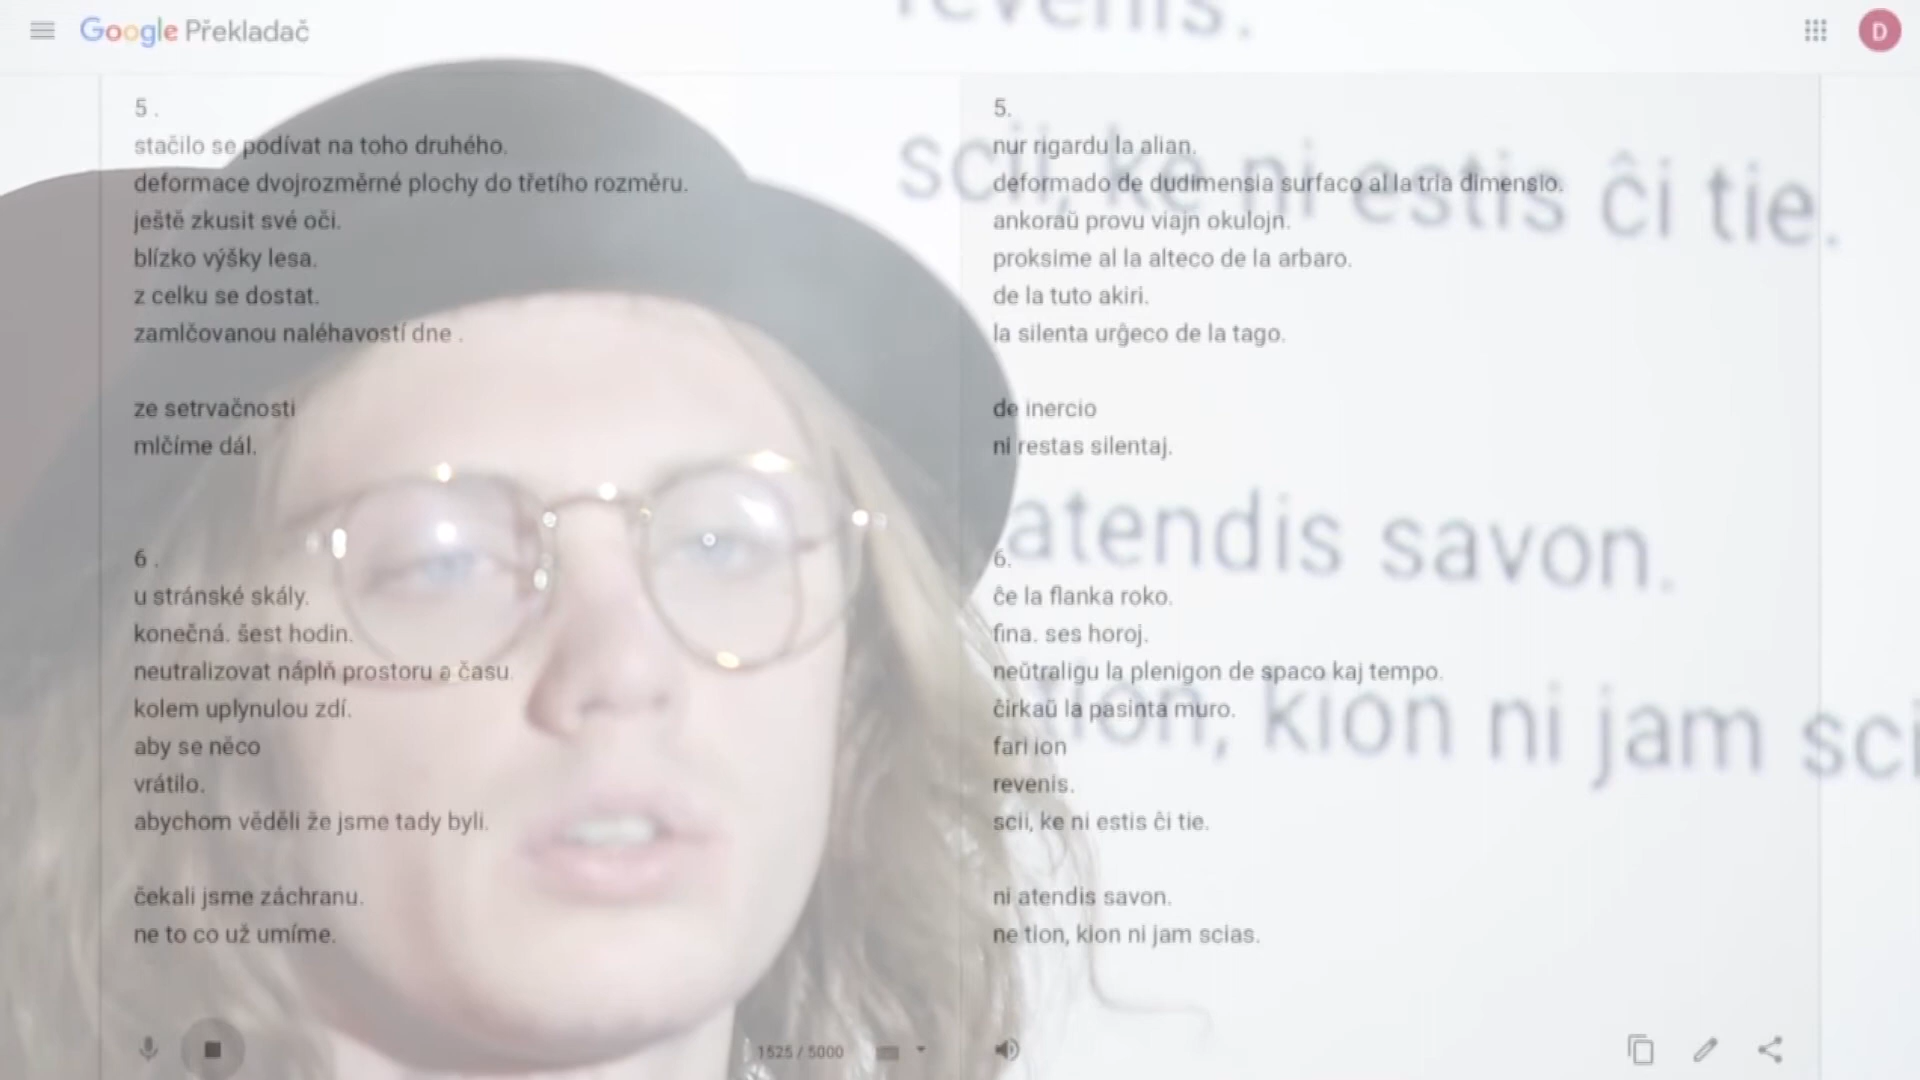 Google Překladač
D
5 .
stačilo se podívat na toho druhého.
deformace dvojrozměrné plochy do třetího rozměru.
ještě zkusit své oči.
blízko výšky lesa.
z celku se dostat.
zamlčovanou naléhavostí dne .
ze setrvačnosti
mlčíme dál.
6 .
u stránské skály.
konečná. šest hodin.
neutralizovat náplň prostoru a času.
kolem uplynulou zdí.
aby se něco
vrátilo.
abychom věděli že jsme tady byli.
čekali jsme záchranu.
ne to co už umíme.
1525 / 5000
5.
nur rigardu la alian.
deformado de dudimensia surfaco al la tria dimensio.
ankoraŭ provu viajn okulojn.
proksime al la alteco de la arbaro.
de la tuto akiri.
la silenta urĝeco de la tago.
de inercio
ni restas silentaj.
6.
ĉe la flanka roko.
fina. ses horoj.
neŭtraligu la plenigon de spaco kaj tempo.
ĉirkaŭ la pasinta muro.
fari ion
revenis.
scii, ke ni estis ĉi tie.
ni atendis savon.
ne tion, kion ni jam scias.
revenis.
scii, ke ni estis ĉi tie.
atendis savon.
tion, kion ni jam sci